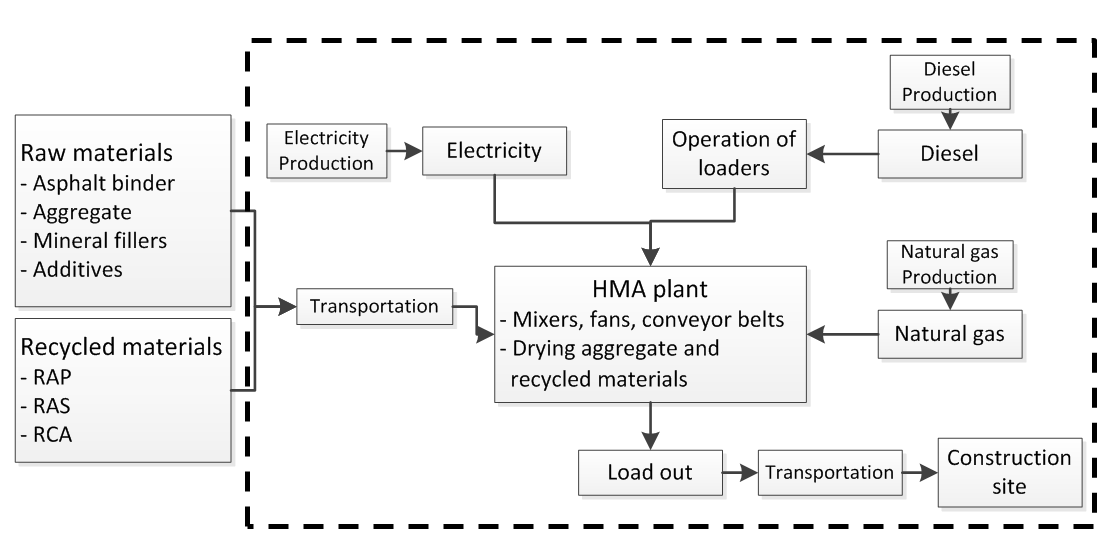 Raw materials
- Asphalt binder
- Aggregate
- Mineral fillers
- Additives
Recycled materials
- RAP
- RAS
- RCA
Electricity
Production
Electricity
Operation of
loaders
Diesel
Production
Diesel
Transportation
HMA plant
- Mixers, fans, conveyor belts
- Drying aggregate and
recycled materials
Natural gas
Production
Natural gas
Load out
Transportation
Construction
site